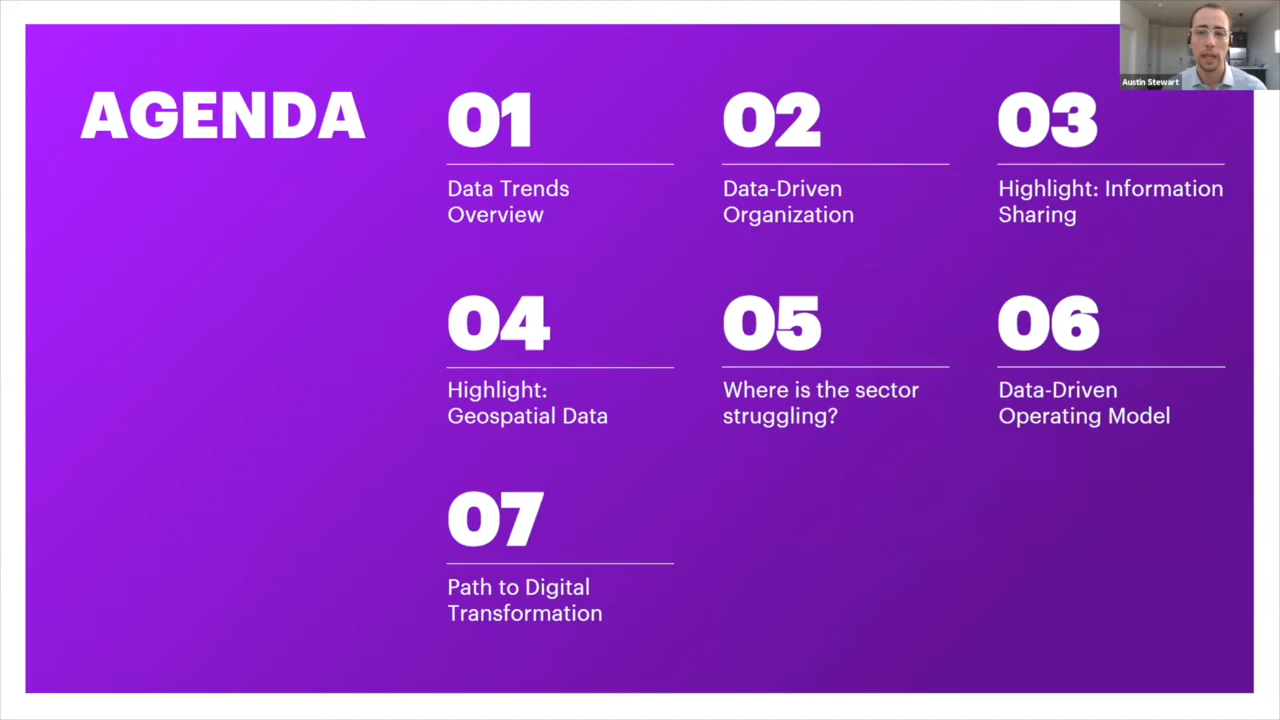 AGENDA
01
Data Trends
Overview
02
Data-Driven
Organization
03
Highlight: Information
Sharing
04
Highlight:
Geospatial Data
05
Where is the sector
struggling?
06
Data-Driven
Operating Model
07
Path to Digital
Transformation
Austin Stewart